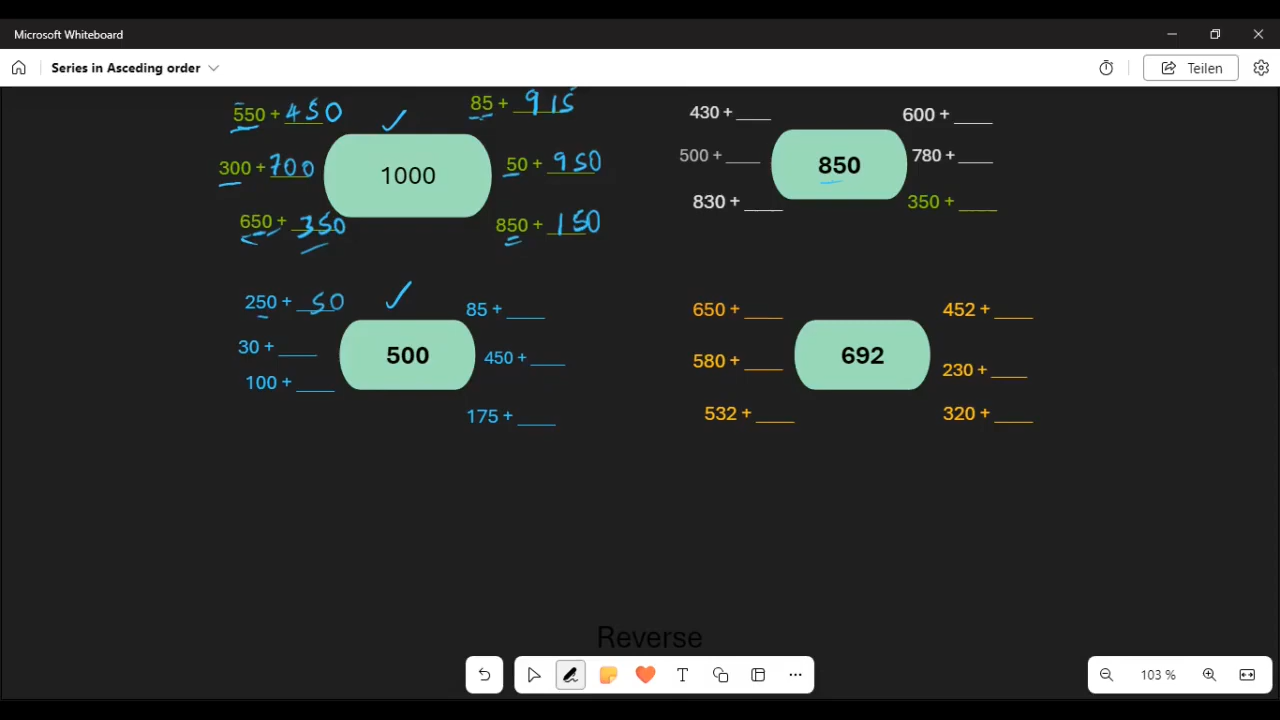 Microsoft Whiteboard
Series in Asceding order
Teilen
550 + 450
300 + 700
650 + 350
1000
85 + 915
50 + 950
850 + 150
430 + ____
500 + ____
830 + ____
850
600 + ____
780 + ____
350 + ____
250 + 50
30 + ____
100 + ____
500
85 + ____
450 + ____
175 + ____
650 + ____
580 + ____
532 + ____
692
452 + ____
230 + ____
320 + ____
Reverse
103 %